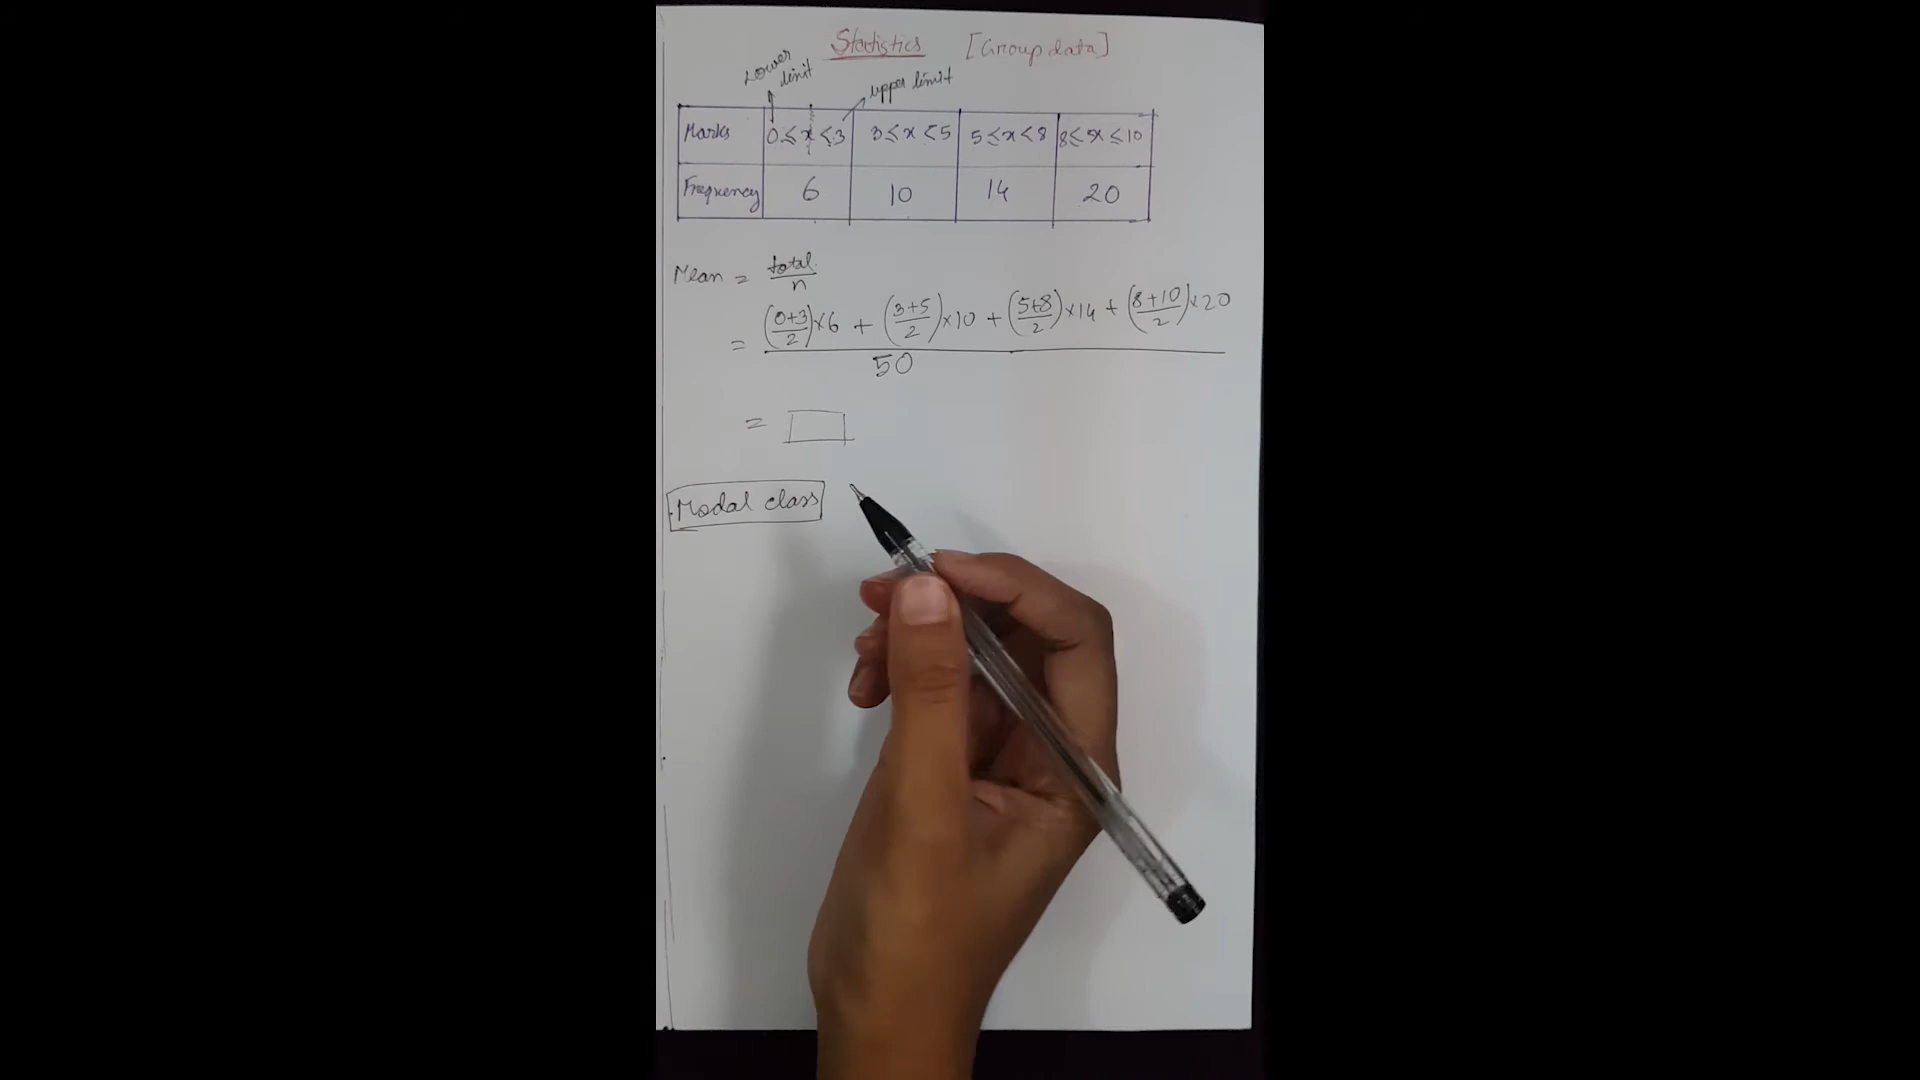 Statistics [Group data]
Lower limit
upper limit
Marks 0≤x≤3 3≤x≤5 5≤x<8 8≤x≤10
Frequency 6 10 14 20
Mean = total/n
= ((0+3)/2)×6 + ((3+5)/2)×10 + ((5+8)/2)×14 + ((8+10)/2)×20
50
=
Modal class